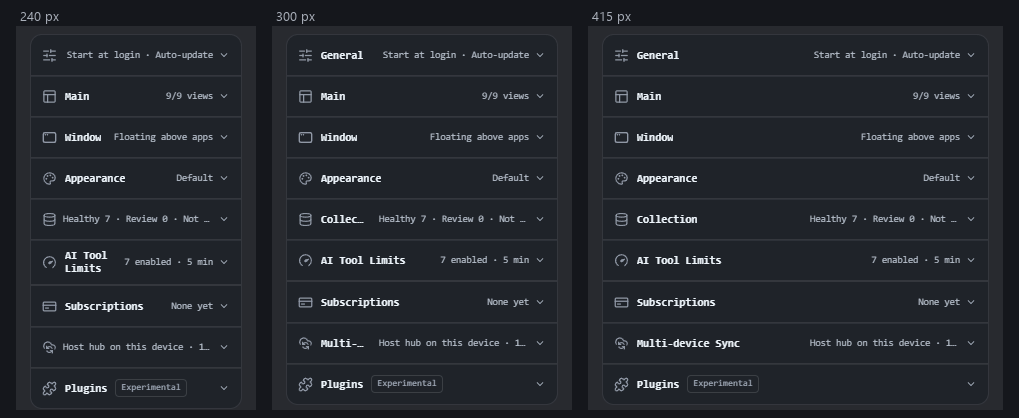 240 px
Start at login · Auto-update
Main 9/9 views
Window Floating above apps
Appearance Default
Healthy 7 · Review 0 · Not …
AI Tool
Limits 7 enabled · 5 min
Subscriptions None yet
Host hub on this device · 1…
Plugins Experimental
300 px
General Start at login · Auto-update
Main 9/9 views
Window Floating above apps
Appearance Default
Collec… Healthy 7 · Review 0 · Not …
AI Tool Limits 7 enabled · 5 min
Subscriptions None yet
Multi-… Host hub on this device · 1…
Plugins Experimental
415 px
General Start at login · Auto-update
Main 9/9 views
Window Floating above apps
Appearance Default
Collection Healthy 7 · Review 0 · Not …
AI Tool Limits 7 enabled · 5 min
Subscriptions None yet
Multi-device Sync Host hub on this device · 1…
Plugins Experimental